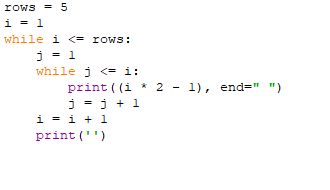 rows = 5
i = 1
while i <= rows:
    j = 1
    while j <= i:
        print((i * 2 - 1), end=" ")
        j = j + 1
    i = i + 1
    print('')